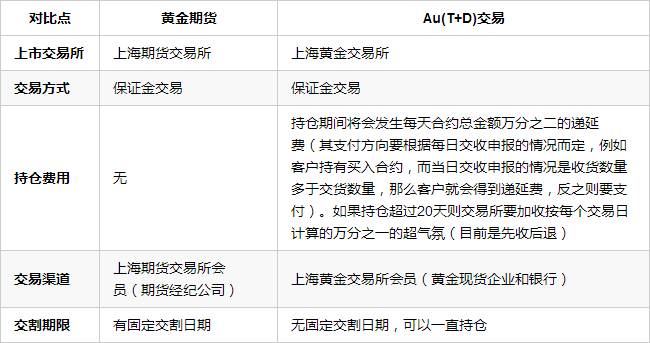 对比点 黄金期货 Au(T+D)交易
上市交易所 上海期货交易所 上海黄金交易所
交易方式 保证金交易 保证金交易
持仓费用 无 持仓期间将会发生每天合约总金额万分之二的递延
费（其支付方向要根据每日交收申报的情况而定，例如
客户持有买入合约，而当日交收申报的情况是收货数量
多于交货数量，那么客户就会得到递延费，反之则要支
付）。如果持仓超过20天则交易所要加收按每个交易日
计算的万分之一的超气氛（目前是先收后退）
交易渠道 上海期货交易所会
员（期货经纪公司） 上海黄金交易所会员（黄金现货企业和银行）
交割期限 有固定交割日期 无固定交割日期，可以一直持仓